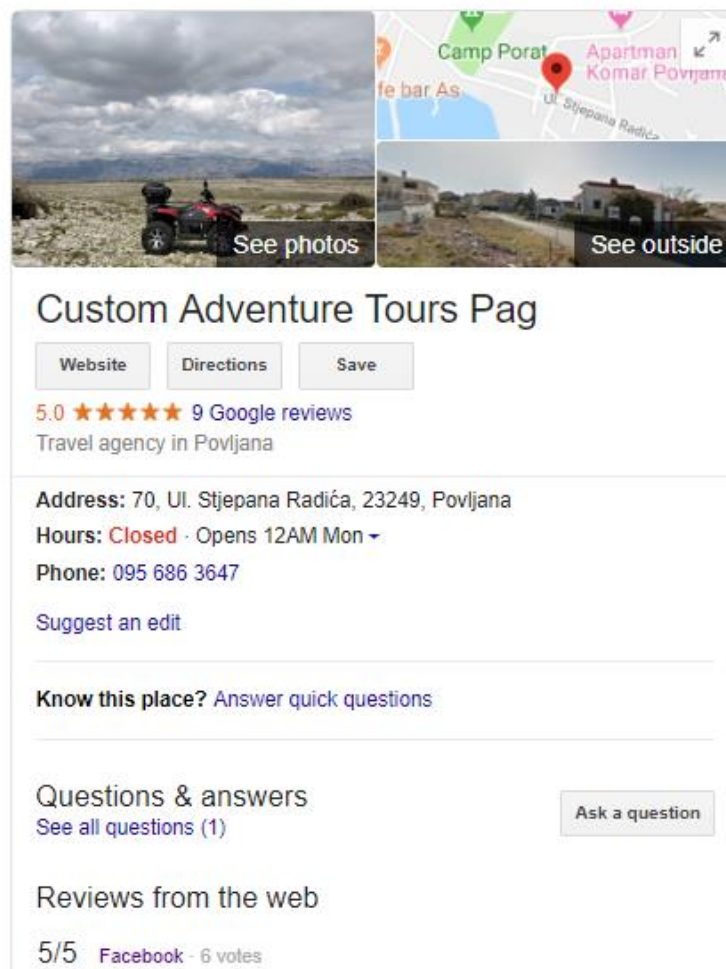 Camp Porat
Apartman
Komar Povljana
fe bar As
Ul. Stjepana Radića
See photos
See outside
Custom Adventure Tours Pag
Website Directions Save
5.0 ★★★★★ 9 Google reviews
Travel agency in Povljana
Address: 70, Ul. Stjepana Radića, 23249, Povljana
Hours: Closed · Opens 12AM Mon
Phone: 095 686 3647
Suggest an edit
Know this place? Answer quick questions
Questions & answers
See all questions (1)
Ask a question
Reviews from the web
5/5 Facebook · 6 votes